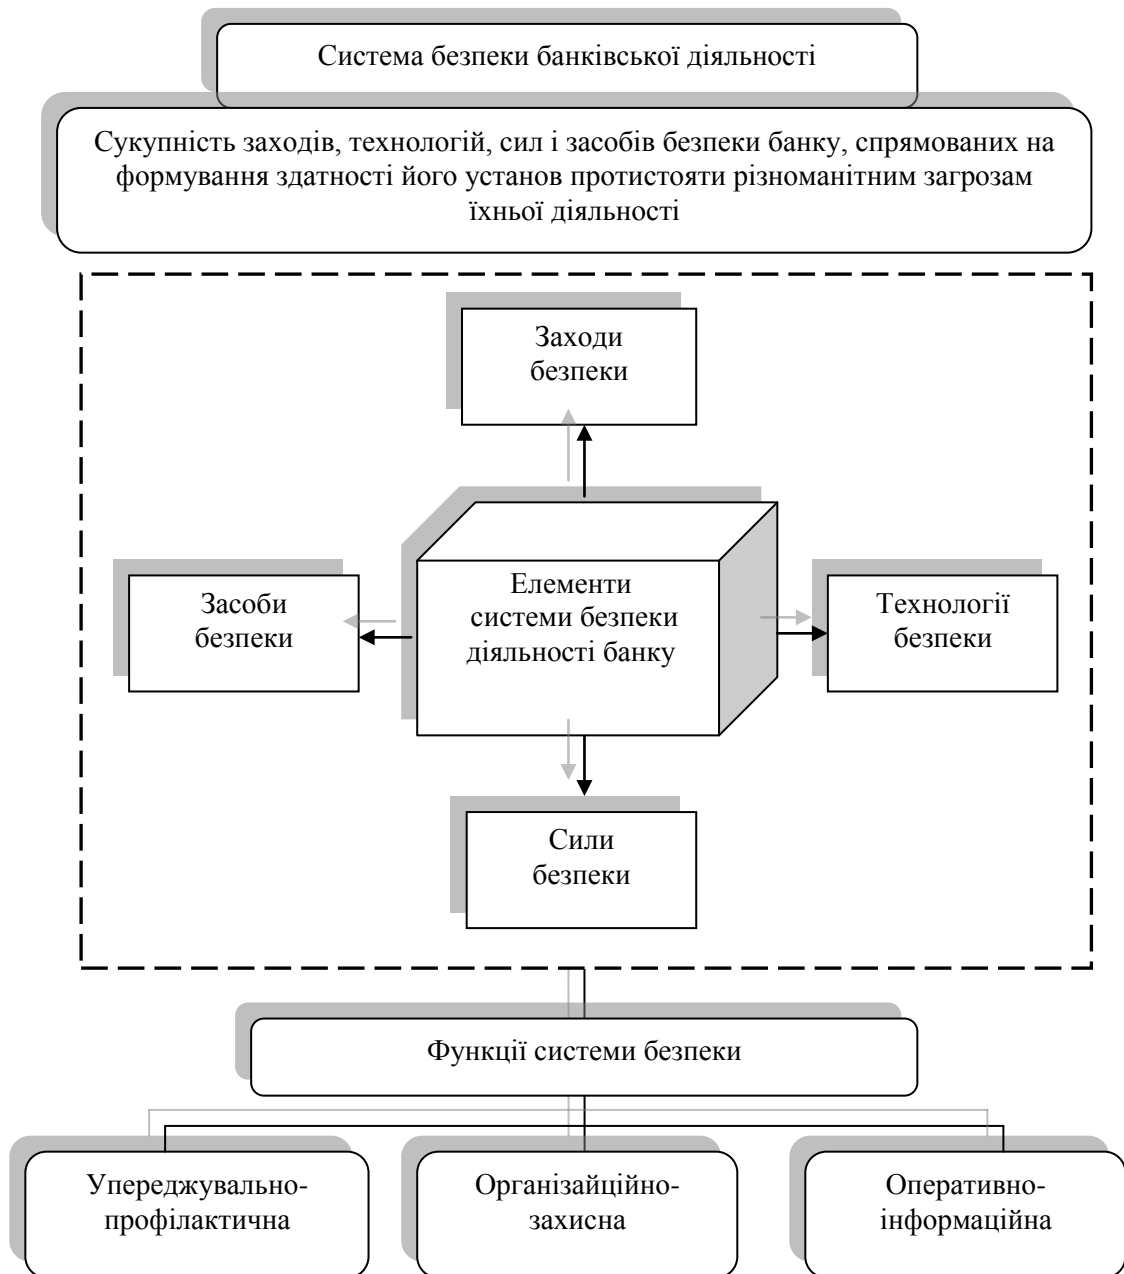 Система безпеки банківської діяльності
Сукупність заходів, технологій, сил і засобів безпеки банку, спрямованих на
формування здатності його установ протистояти різноманітним загрозам
їхньої діяльності
Заходи
безпеки
Засоби
безпеки
Елементи
системи безпеки
діяльності банку
Технології
безпеки
Сили
безпеки
Функції системи безпеки
Упереджувально-
профілактична
Організайційно-
захисна
Оперативно-
інформаційна